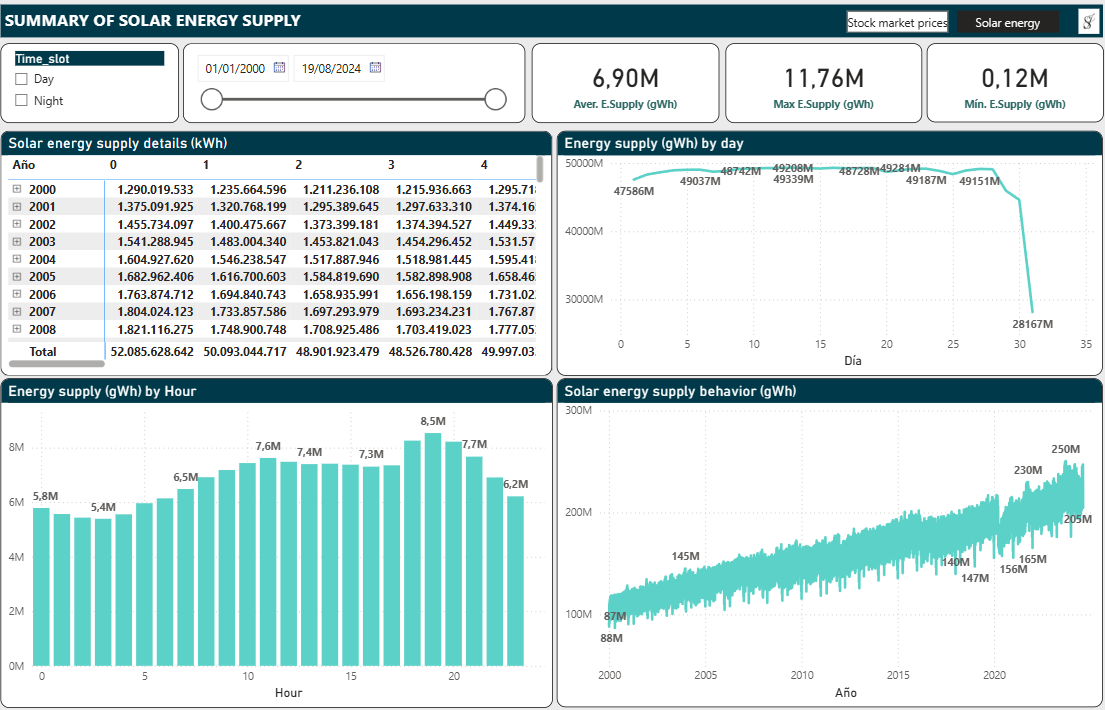 SUMMARY OF SOLAR ENERGY SUPPLY
Stock market prices
Solar energy
Time_slot
Day
Night
01/01/2000
19/08/2024
6,90M
Aver. E.Supply (gWh)
11,76M
Max E.Supply (gWh)
0,12M
Mín. E.Supply (gWh)
Solar energy supply details (kWh)
Año 0 1 2 3 4
2000 1.290.019.533 1.235.664.596 1.211.236.108 1.215.936.663 1.295.71
2001 1.375.091.925 1.320.768.199 1.295.389.645 1.297.633.310 1.374.16
2002 1.455.734.097 1.400.475.667 1.373.399.181 1.374.394.527 1.449.33
2003 1.541.288.945 1.483.004.340 1.453.821.043 1.454.296.452 1.531.57
2004 1.604.927.620 1.546.238.547 1.517.887.946 1.518.981.445 1.595.41
2005 1.682.962.406 1.616.700.603 1.584.819.690 1.582.898.908 1.658.46
2006 1.763.874.712 1.694.840.743 1.658.935.991 1.656.198.159 1.731.02
2007 1.804.024.123 1.733.857.586 1.697.293.979 1.693.234.231 1.767.87
2008 1.821.116.275 1.748.900.748 1.708.925.486 1.703.419.023 1.777.05
Total 52.085.628.642 50.093.044.717 48.901.923.479 48.526.780.428 49.997.03
Energy supply (gWh) by day
50000M
40000M
30000M
47586M
49037M
48742M
49208M
49339M
48728M
49281M
49187M
49151M
28167M
0 5 10 15 20 25 30 35
Día
Energy supply (gWh) by Hour
8M
6M
4M
2M
0M
5,8M
5,4M
6,5M
7,6M
7,4M
7,3M
8,5M
7,7M
6,2M
0 5 10 15 20
Hour
Solar energy supply behavior (gWh)
300M
200M
100M
87M
88M
145M
140M
147M
156M
165M
230M
250M
205M
2000 2005 2010 2015 2020
Año